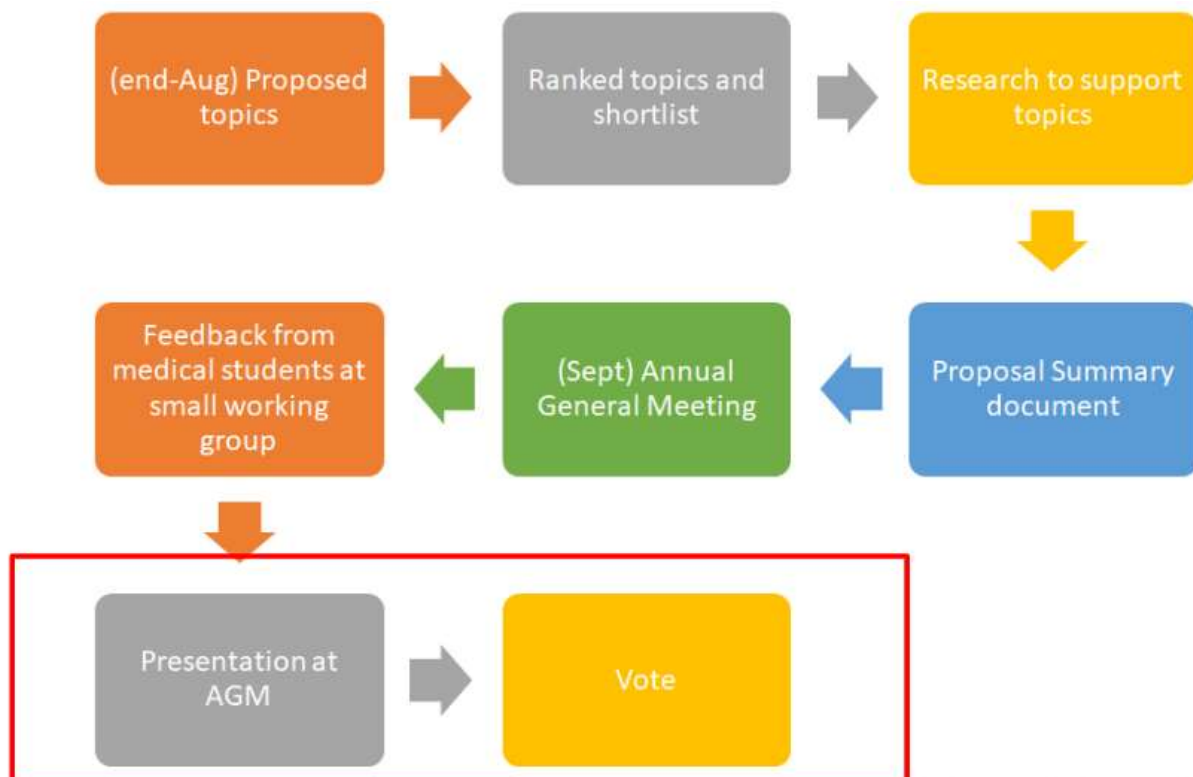 (end-Aug) Proposed
topics
Ranked topics and
shortlist
Research to support
topics
Feedback from
medical students at
small working
group
(Sept) Annual
General Meeting
Proposal Summary
document
Presentation at
AGM
Vote